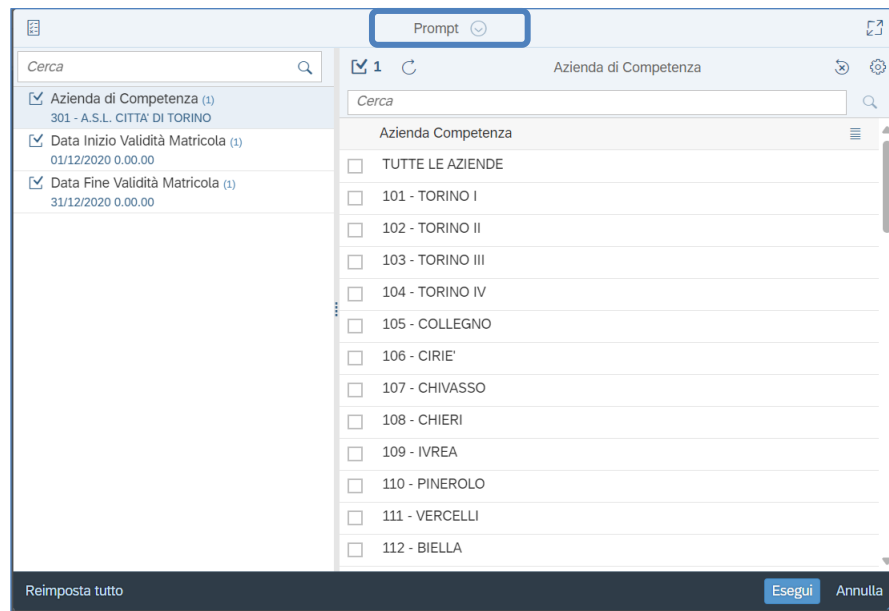 Prompt
Cerca
Azienda di Competenza (1)
301 - A.S.L. CITTA' DI TORINO
Data Inizio Validità Matricola (1)
01/12/2020 0.00.00
Data Fine Validità Matricola (1)
31/12/2020 0.00.00
1 Azienda di Competenza
Cerca
Azienda Competenza
TUTTE LE AZIENDE
101 - TORINO I
102 - TORINO II
103 - TORINO III
104 - TORINO IV
105 - COLLEGNO
106 - CIRIE'
107 - CHIVASSO
108 - CHIERI
109 - IVREA
110 - PINEROLO
111 - VERCELLI
112 - BIELLA
Reimposta tutto Esegui Annulla